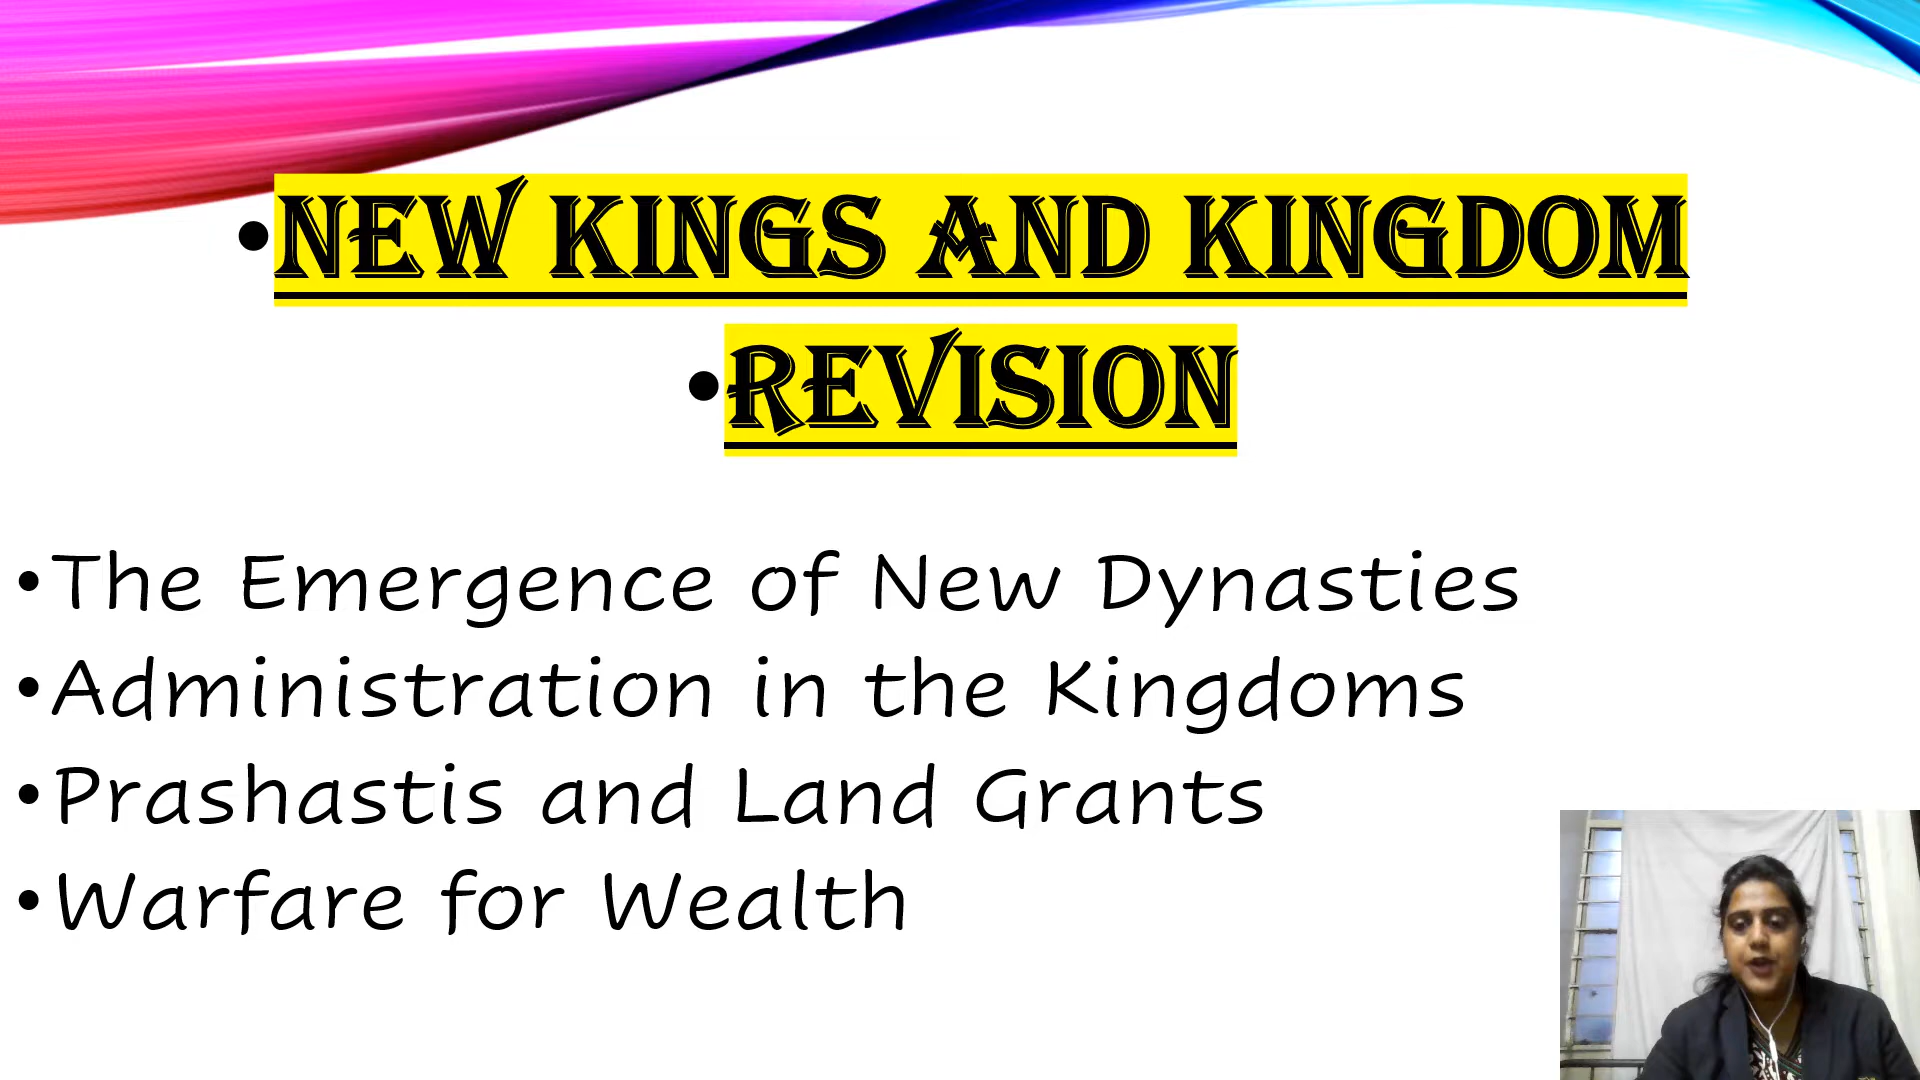 •NEW KINGS AND KINGDOM
•REVISION
•The Emergence of New Dynasties
•Administration in the Kingdoms
•Prashastis and Land Grants
•Warfare for Wealth